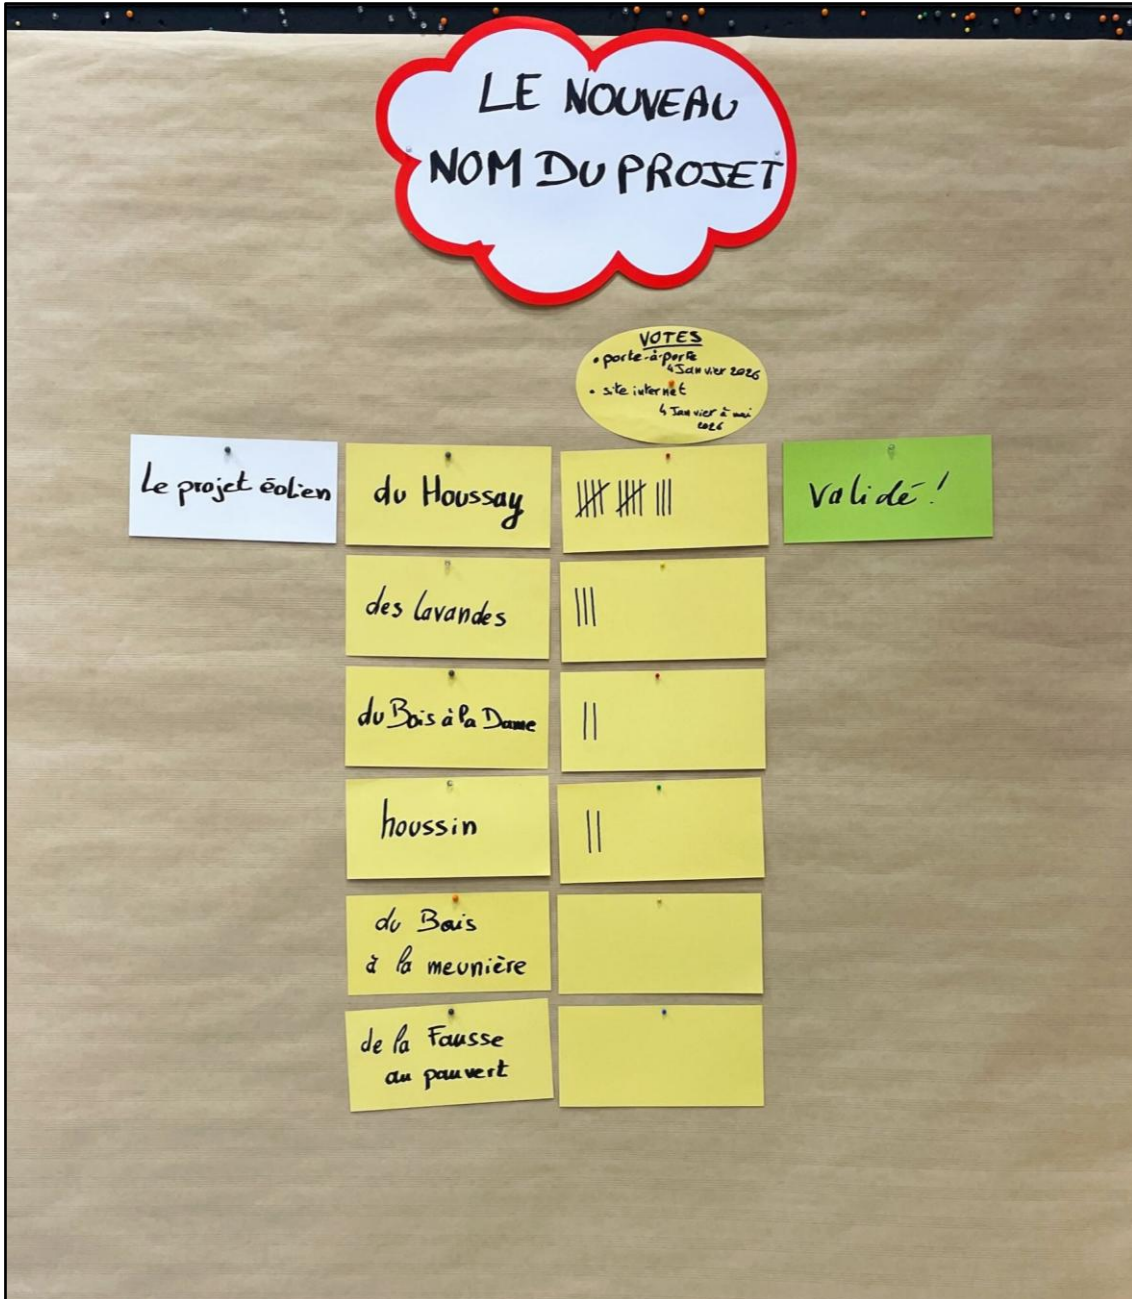 LE NOUVEAU
NOM DU PROJET
VOTES
• porte-à-porte
4 Janvier 2026
• site internet
4 Janvier à mai
2026
Le projet éolien
du Houssay
validé !
des lavandes
du Bois à la Dame
houssin
du Bois
à la meunière
de la Fausse
au pauvert